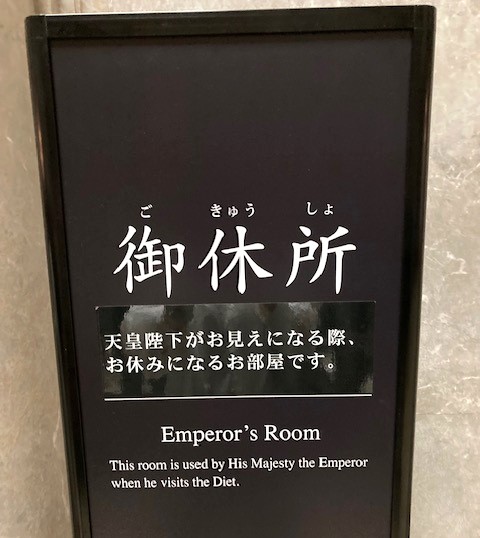 ご きゅう しょ
御休所
天皇陛下がお見えになる際、
お休みになるお部屋です。
Emperor's Room
This room is used by His Majesty the Emperor
when he visits the Diet.